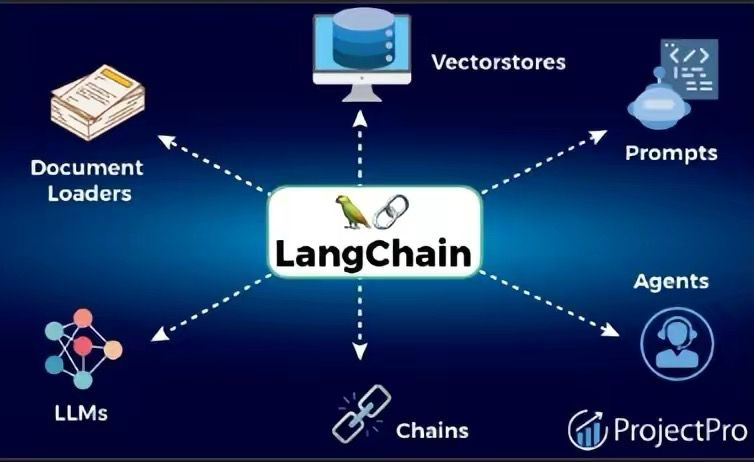 Vectorstores
Document
Loaders
Prompts
LangChain
Agents
LLMs
Chains
ProjectPro